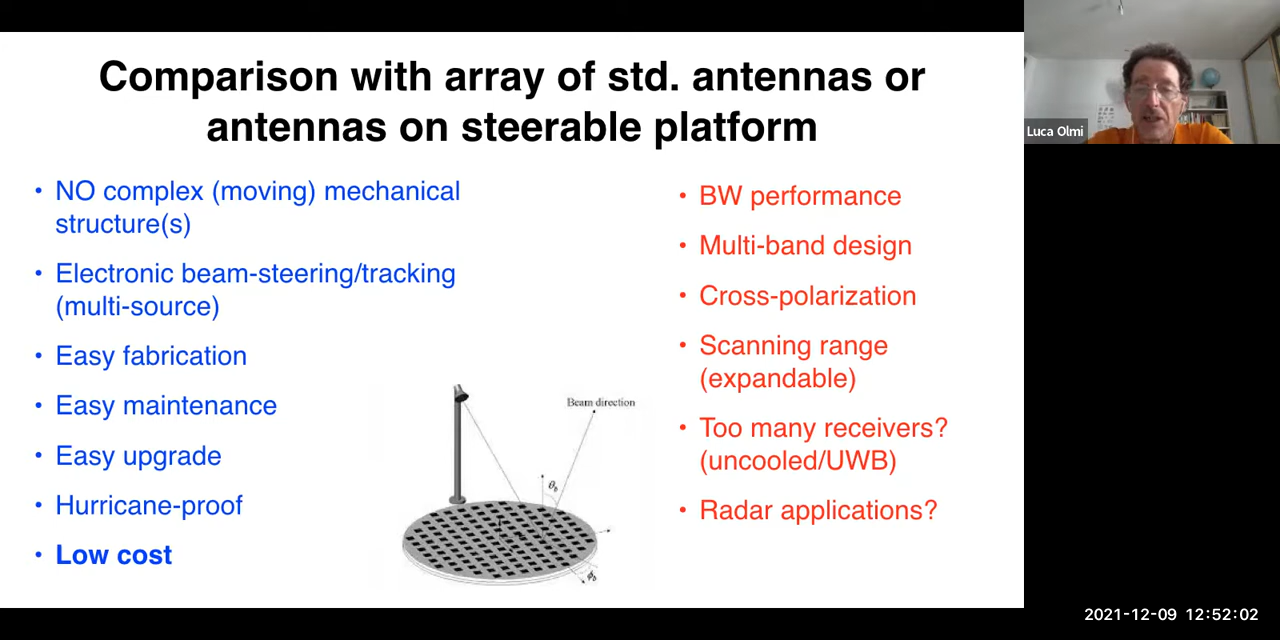 Comparison with array of std. antennas or
antennas on steerable platform
• NO complex (moving) mechanical
structure(s)
• Electronic beam-steering/tracking
(multi-source)
• Easy fabrication
• Easy maintenance
• Easy upgrade
• Hurricane-proof
• Low cost
Beam direction
• BW performance
• Multi-band design
• Cross-polarization
• Scanning range
(expandable)
• Too many receivers?
(uncooled/UWB)
• Radar applications?
Luca Olmi
2021-12-09 12:52:02